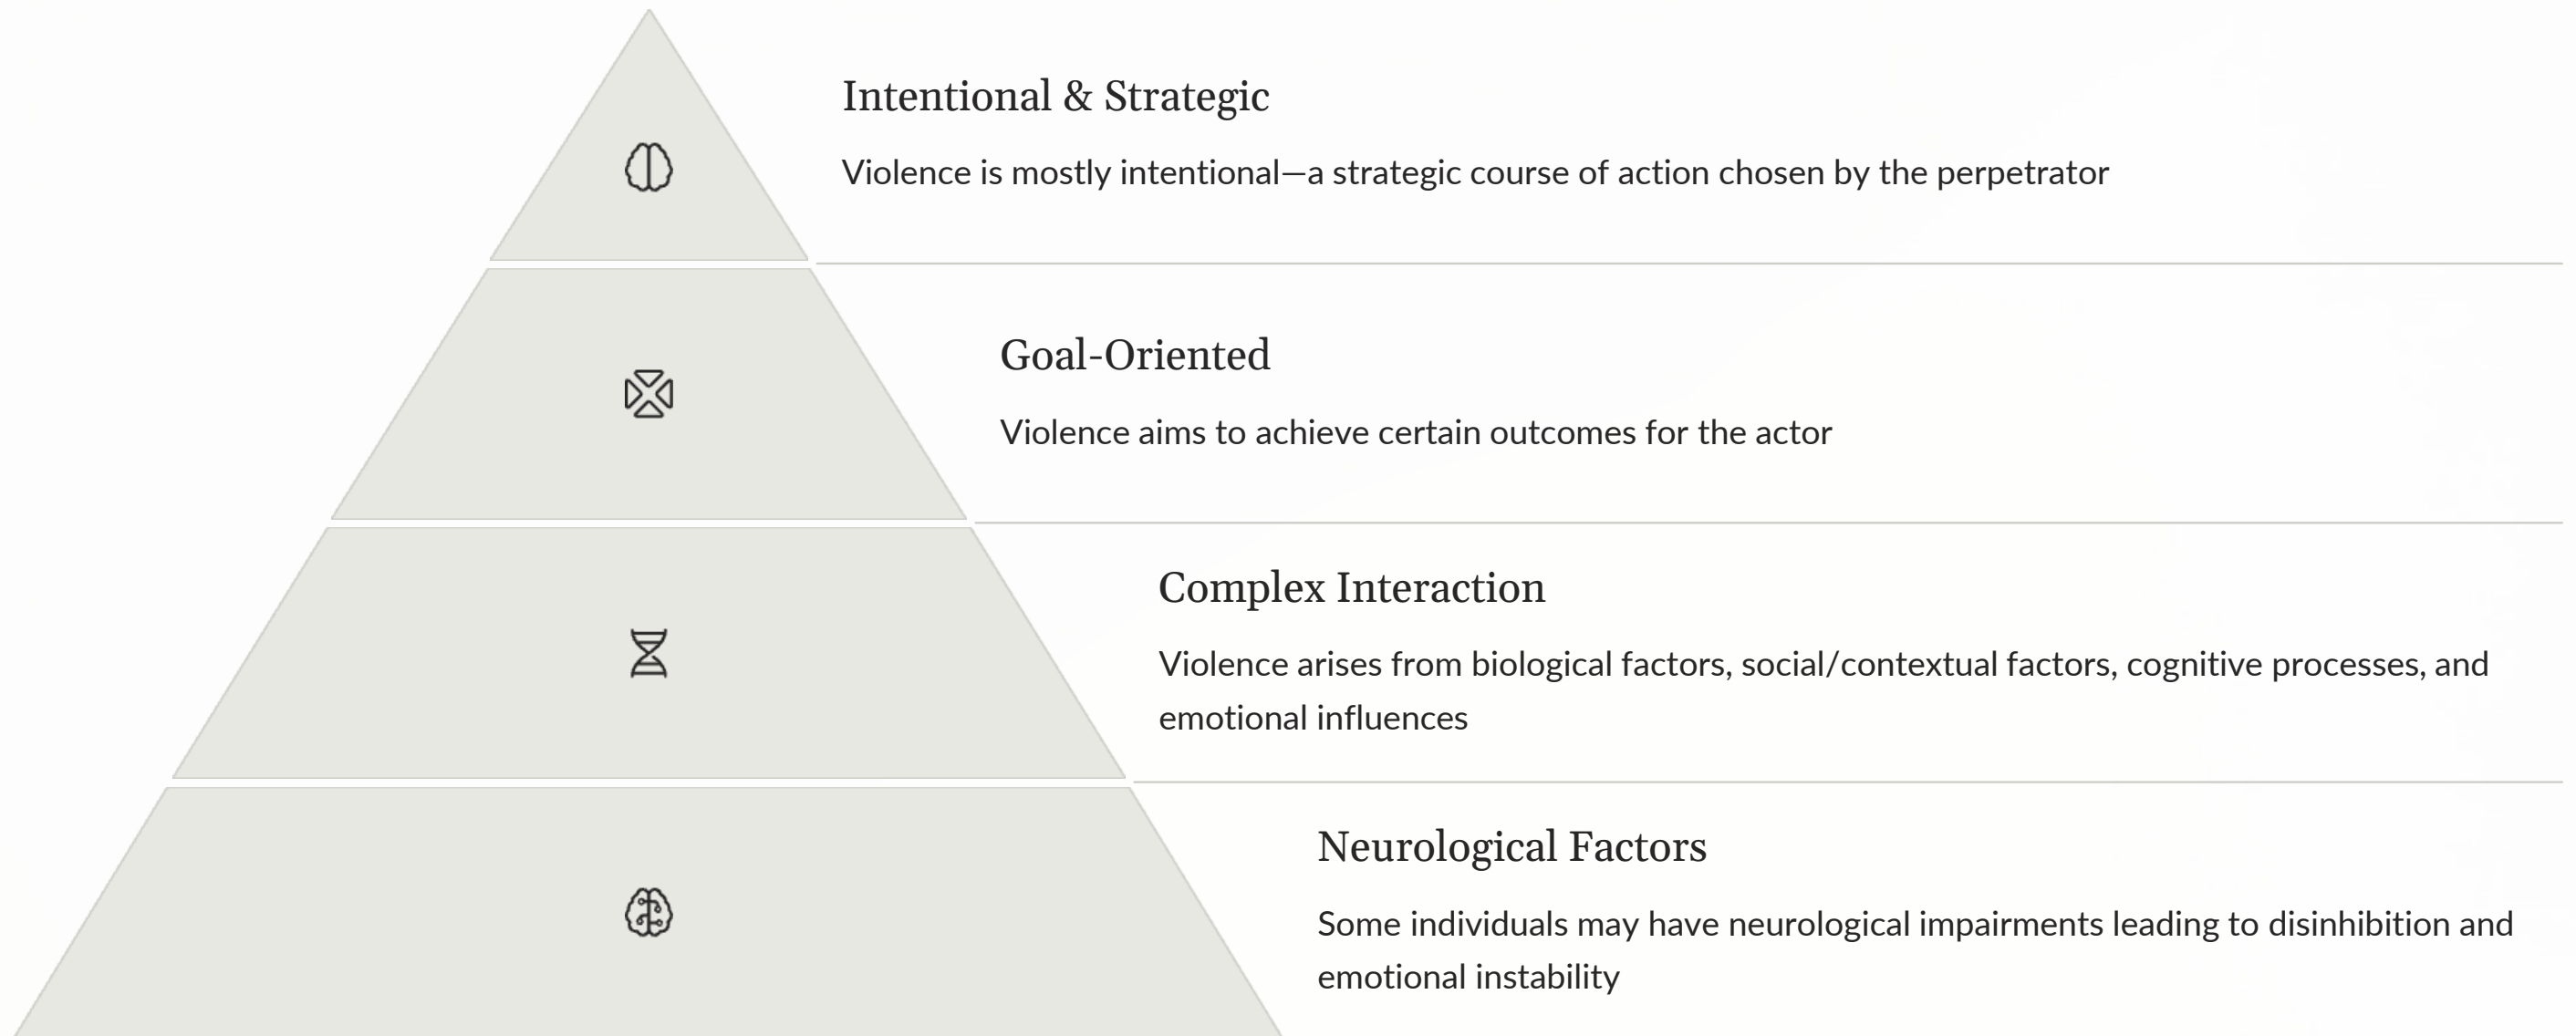 Intentional & Strategic
Violence is mostly intentional—a strategic course of action chosen by the perpetrator
Goal-Oriented
Violence aims to achieve certain outcomes for the actor
Complex Interaction
Violence arises from biological factors, social/contextual factors, cognitive processes, and
emotional influences
Neurological Factors
Some individuals may have neurological impairments leading to disinhibition and
emotional instability